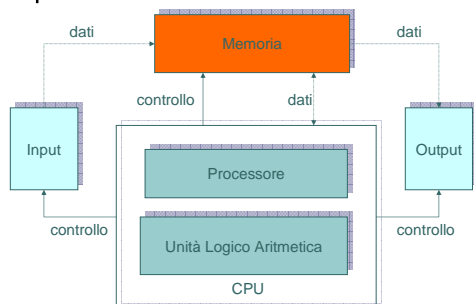 dati
Memoria
dati
controllo
dati
Input
Processore
Output
controllo
Unità Logico Aritmetica
controllo
CPU